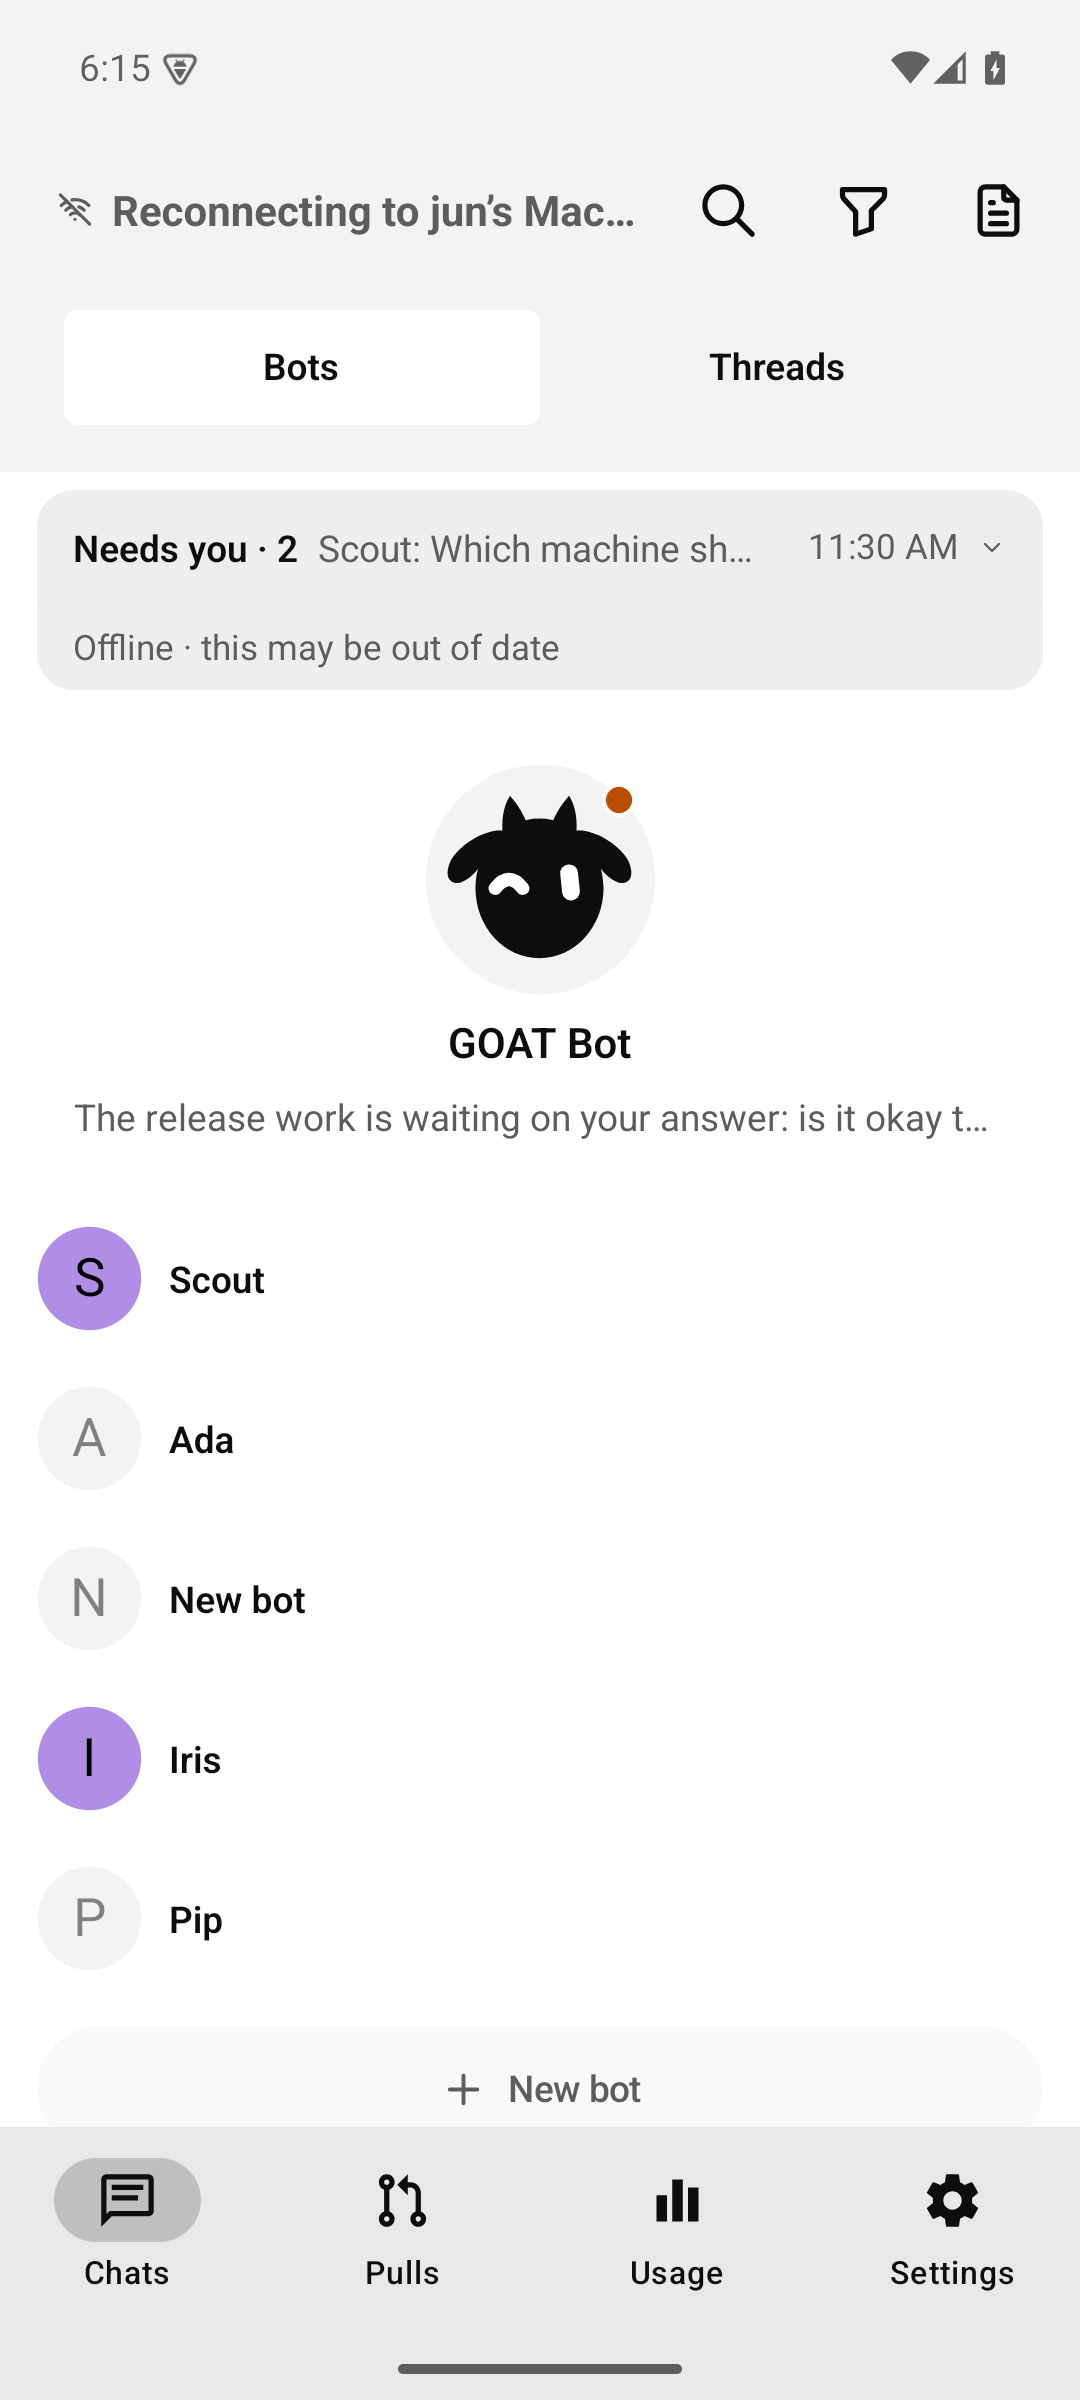 6:15
Reconnecting to jun’s Mac…
Bots
Threads
Needs you · 2 Scout: Which machine sh… 11:30 AM
Offline · this may be out of date
GOAT Bot
The release work is waiting on your answer: is it okay t…
S Scout
A Ada
N New bot
I Iris
P Pip
+ New bot
Chats
Pulls
Usage
Settings